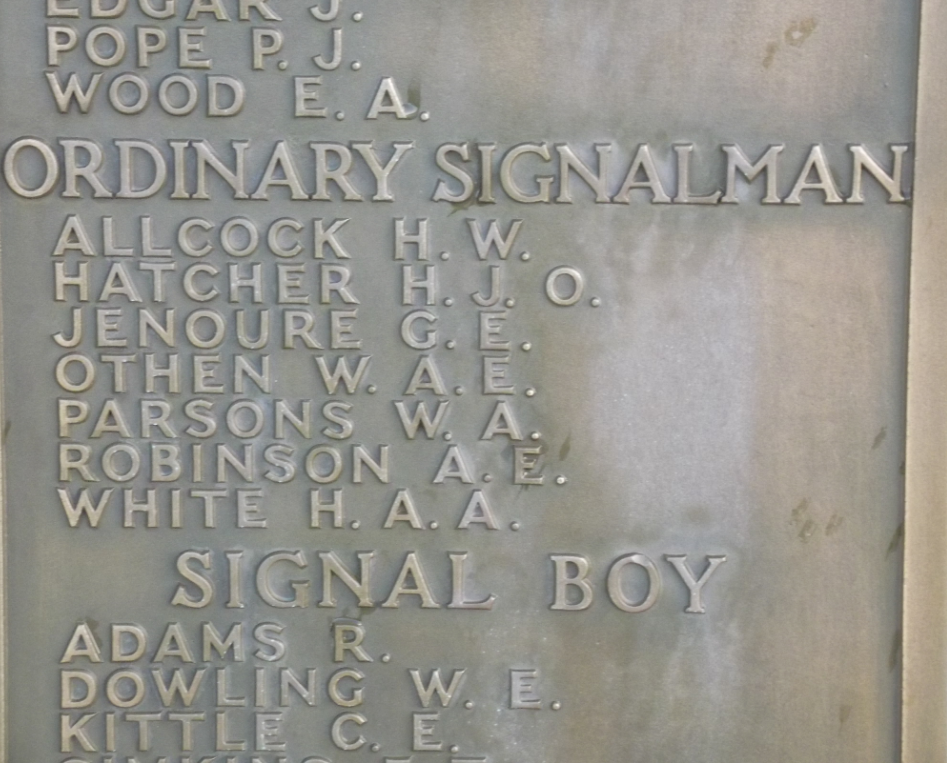 EDGAR J.
POPE P. J.
WOOD E. A.
ORDINARY SIGNALMAN
ALLCOCK H. W.
HATCHER H. J. O.
JENOURE G. E.
OTHEN W. A. E.
PARSONS W. A.
ROBINSON A. E.
WHITE H. A. A.
SIGNAL BOY
ADAMS R.
DOWLING W. E.
KITTLE C. E.